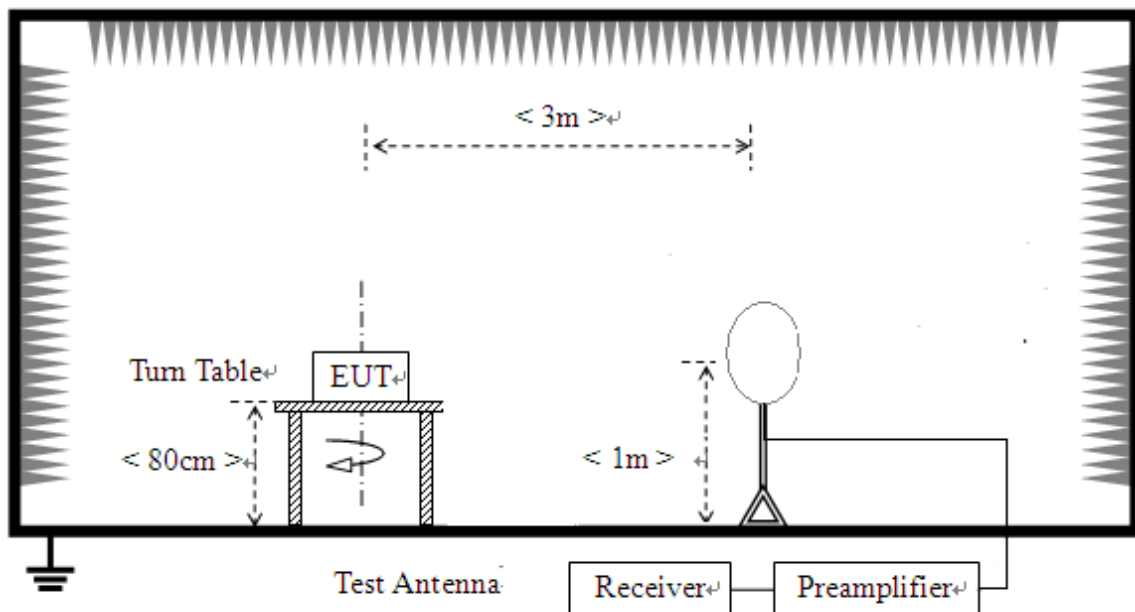 < 3m >↵
Turn Table↵
EUT↵
< 80cm >↵
< 1m >↵
Test Antenna
Receiver↵
Preamplifier↵